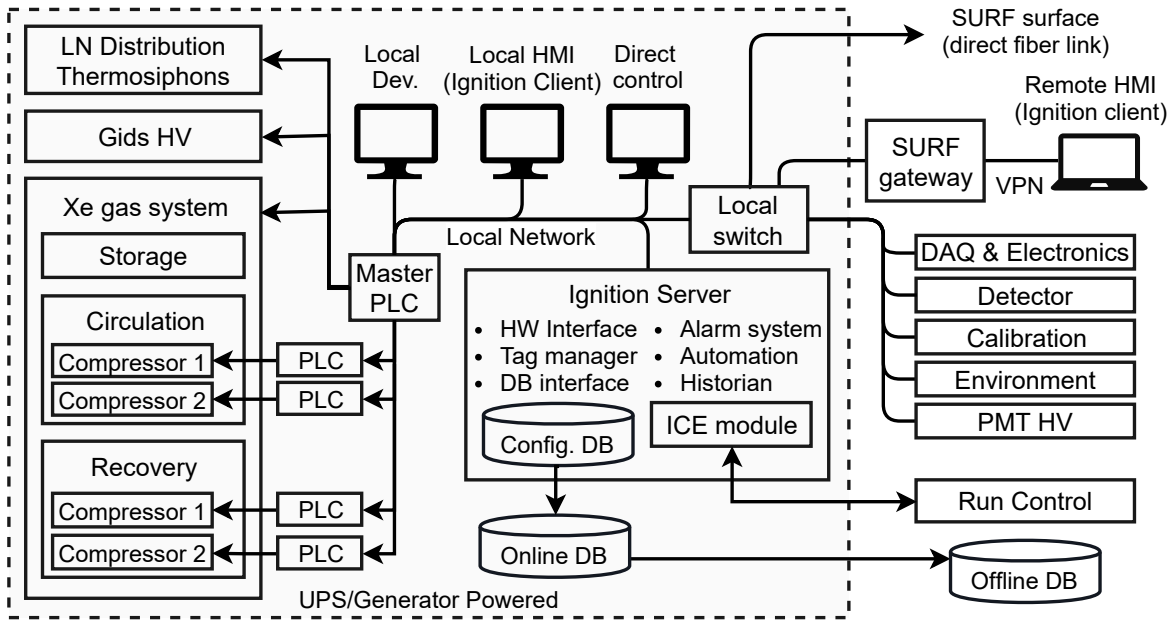 LN Distribution
Thermosiphons
Gids HV
Xe gas system
Storage
Circulation
Compressor 1
Compressor 2
Recovery
Compressor 1
Compressor 2
PLC
PLC
PLC
PLC
Master
PLC
Local
Dev.
Local HMI
(Ignition Client)
Direct
control
Local Network
Local
switch
Ignition Server
• HW Interface
• Tag manager
• DB interface
• Alarm system
• Automation
• Historian
Config. DB
ICE module
Online DB
UPS/Generator Powered
SURF surface
(direct fiber link)
Remote HMI
(Ignition client)
SURF
gateway
VPN
DAQ & Electronics
Detector
Calibration
Environment
PMT HV
Run Control
Offline DB